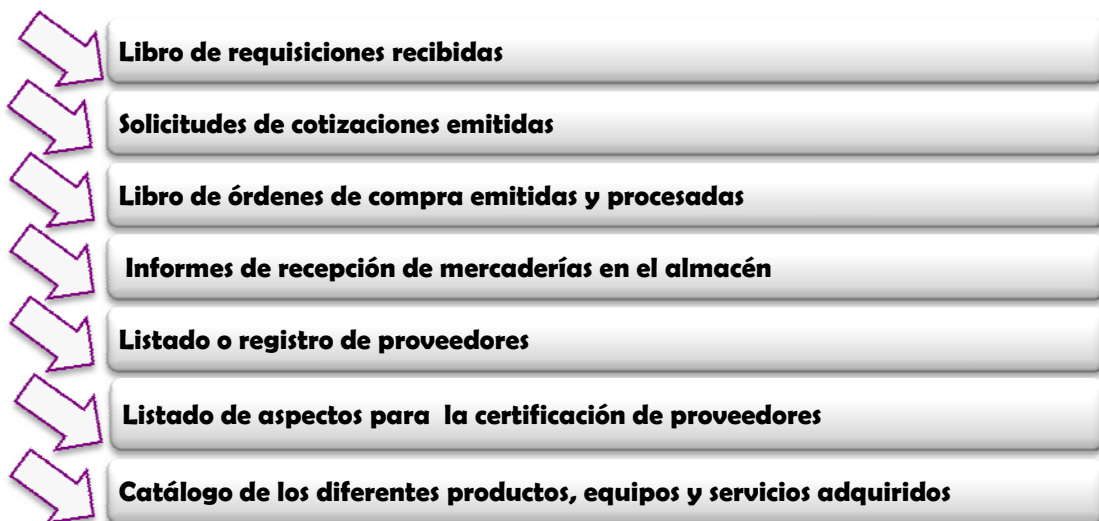 Libro de requisiciones recibidas
Solicitudes de cotizaciones emitidas
Libro de órdenes de compra emitidas y procesadas
Informes de recepción de mercaderías en el almacén
Listado o registro de proveedores
Listado de aspectos para la certificación de proveedores
Catálogo de los diferentes productos, equipos y servicios adquiridos